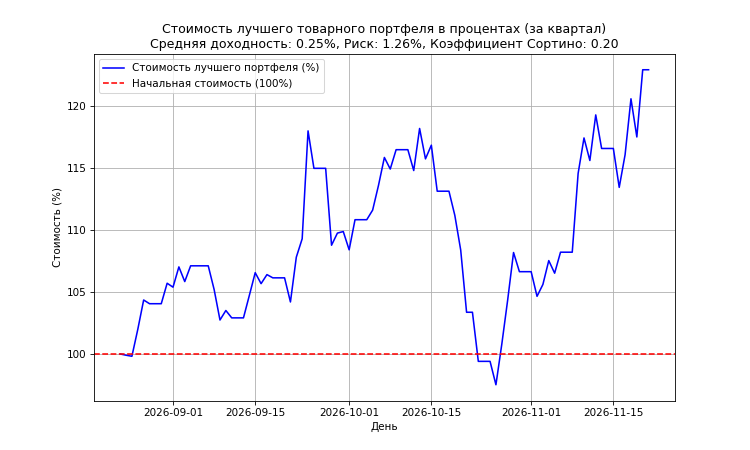 Стоимость лучшего товарного портфеля в процентах (за квартал)
Средняя доходность: 0.25%, Риск: 1.26%, Коэффициент Сортино: 0.20
Стоимость лучшего портфеля (%)
Начальная стоимость (100%)
Стоимость (%)
120
115
110
105
100
2026-09-01
2026-09-15
2026-10-01
2026-10-15
2026-11-01
2026-11-15
День